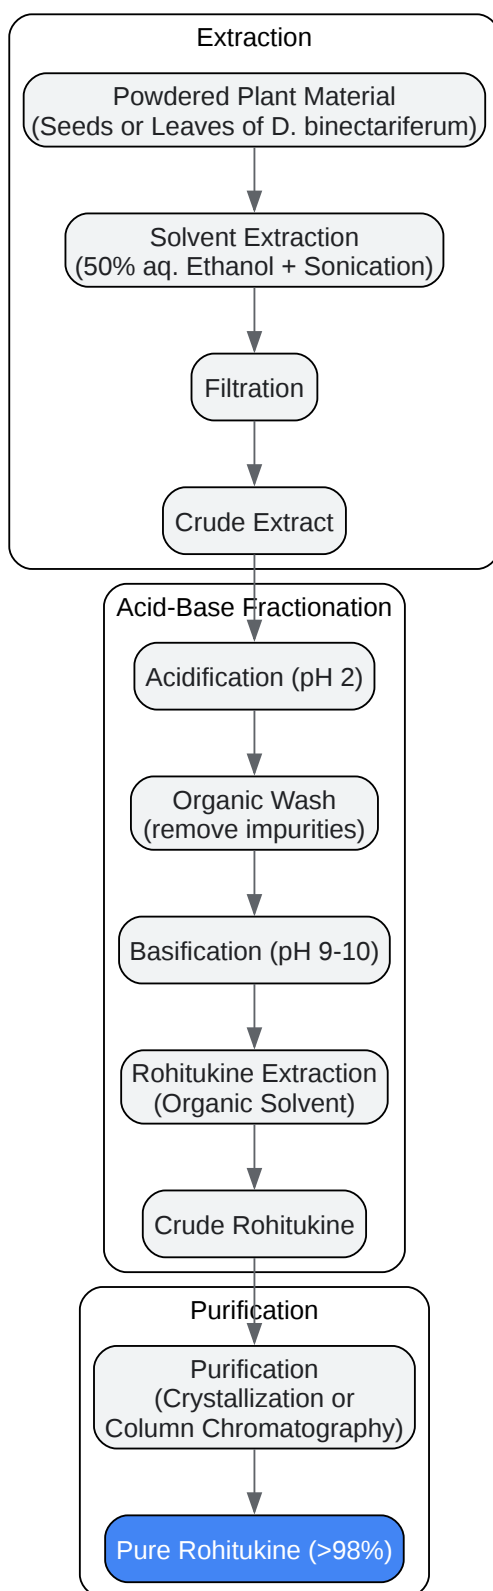 Extraction
Powdered Plant Material
(Seeds or Leaves of D. binectariferum)
Solvent Extraction
(50% aq. Ethanol + Sonication)
Filtration
Crude Extract
Acid-Base Fractionation
Acidification (pH 2)
Organic Wash
(remove impurities)
Basification (pH 9-10)
Rohitukine Extraction
(Organic Solvent)
Crude Rohitukine
Purification
Purification
(Crystallization or
Column Chromatography)
Pure Rohitukine (>98%)